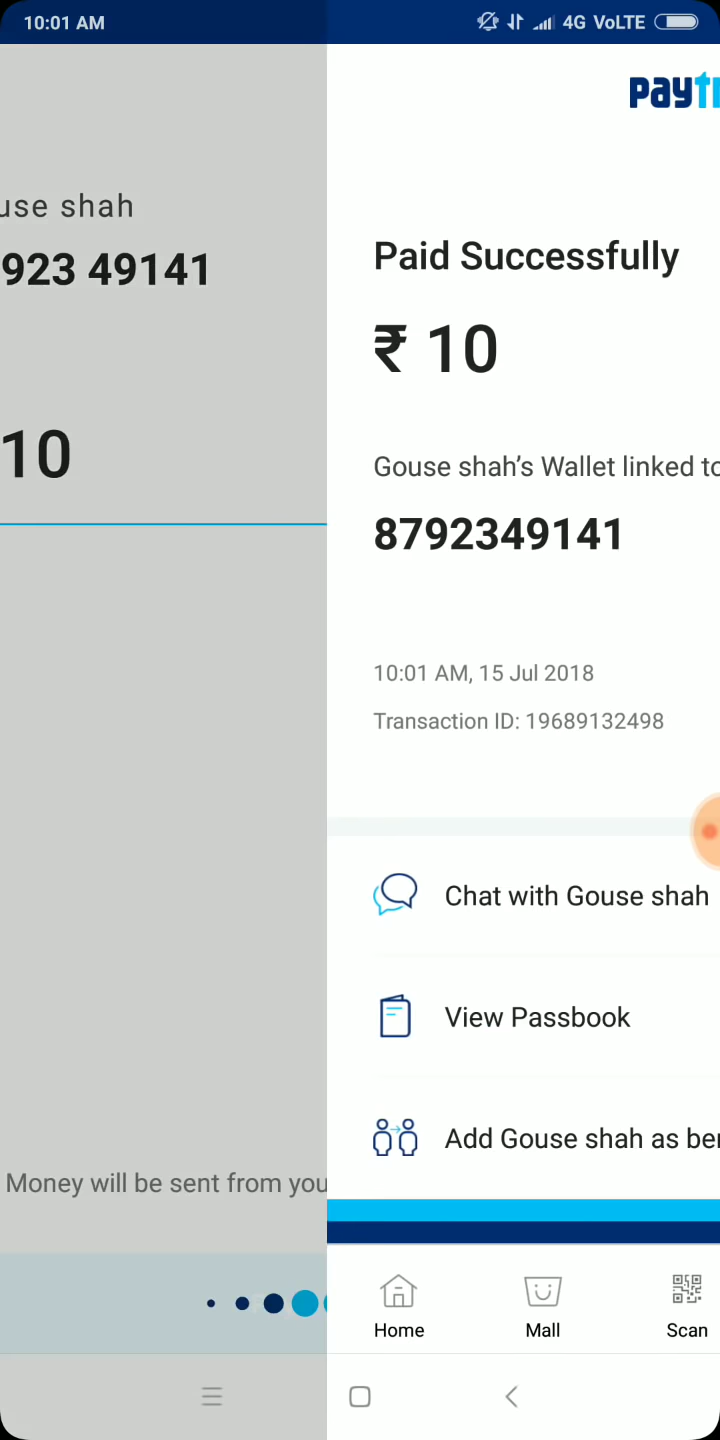 10:01 AM
4G VoLTE
use shah
923 49141
10
Money will be sent from you
payt
Paid Successfully
₹ 10
Gouse shah's Wallet linked to
8792349141
10:01 AM, 15 Jul 2018
Transaction ID: 19689132498
Chat with Gouse shah
View Passbook
Add Gouse shah as be
Home
Mall
Scan